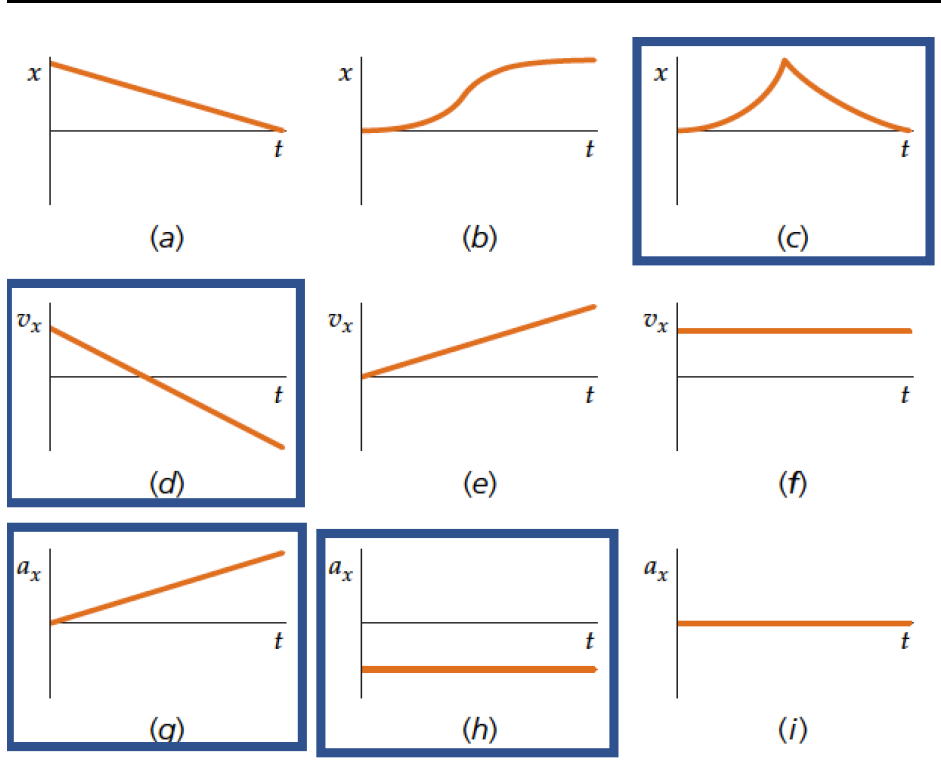 x x x
t t t
(a) (b) (c)
vx vx vx
t t t
(d) (e) (f)
ax ax ax
t t t
(g) (h) (i)